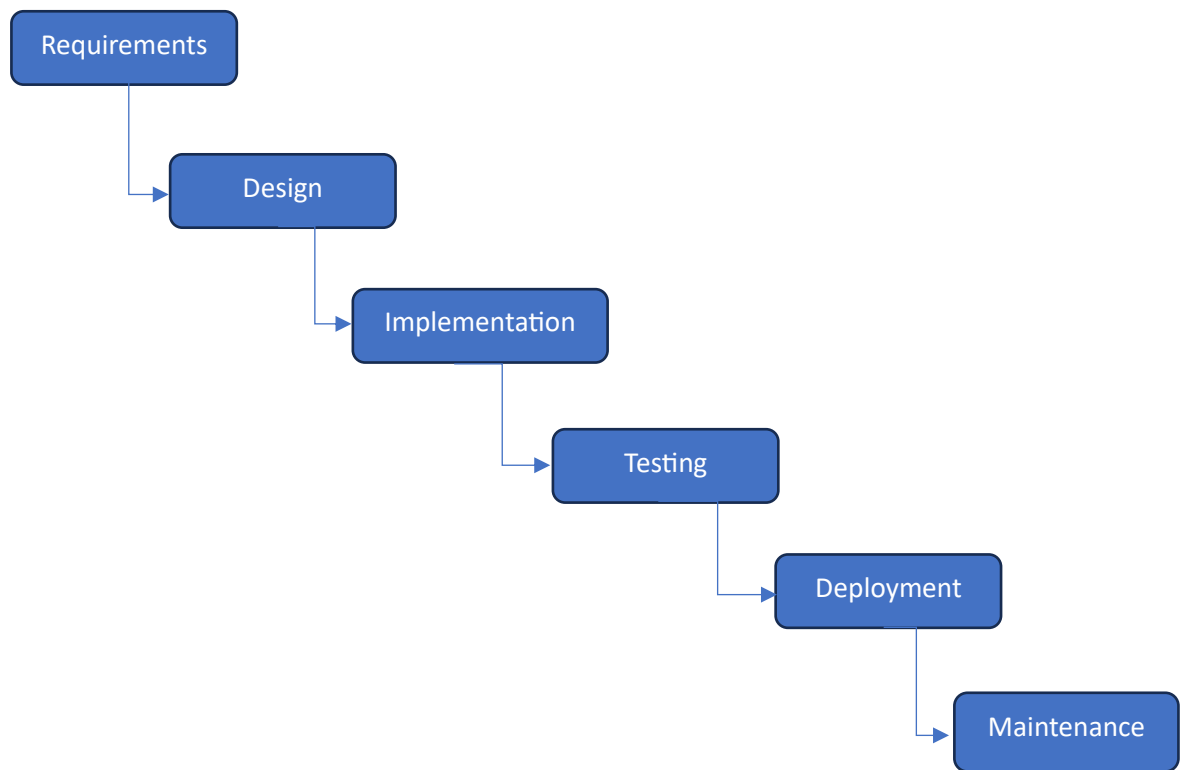 Requirements
Design
Implementation
Testing
Deployment
Maintenance